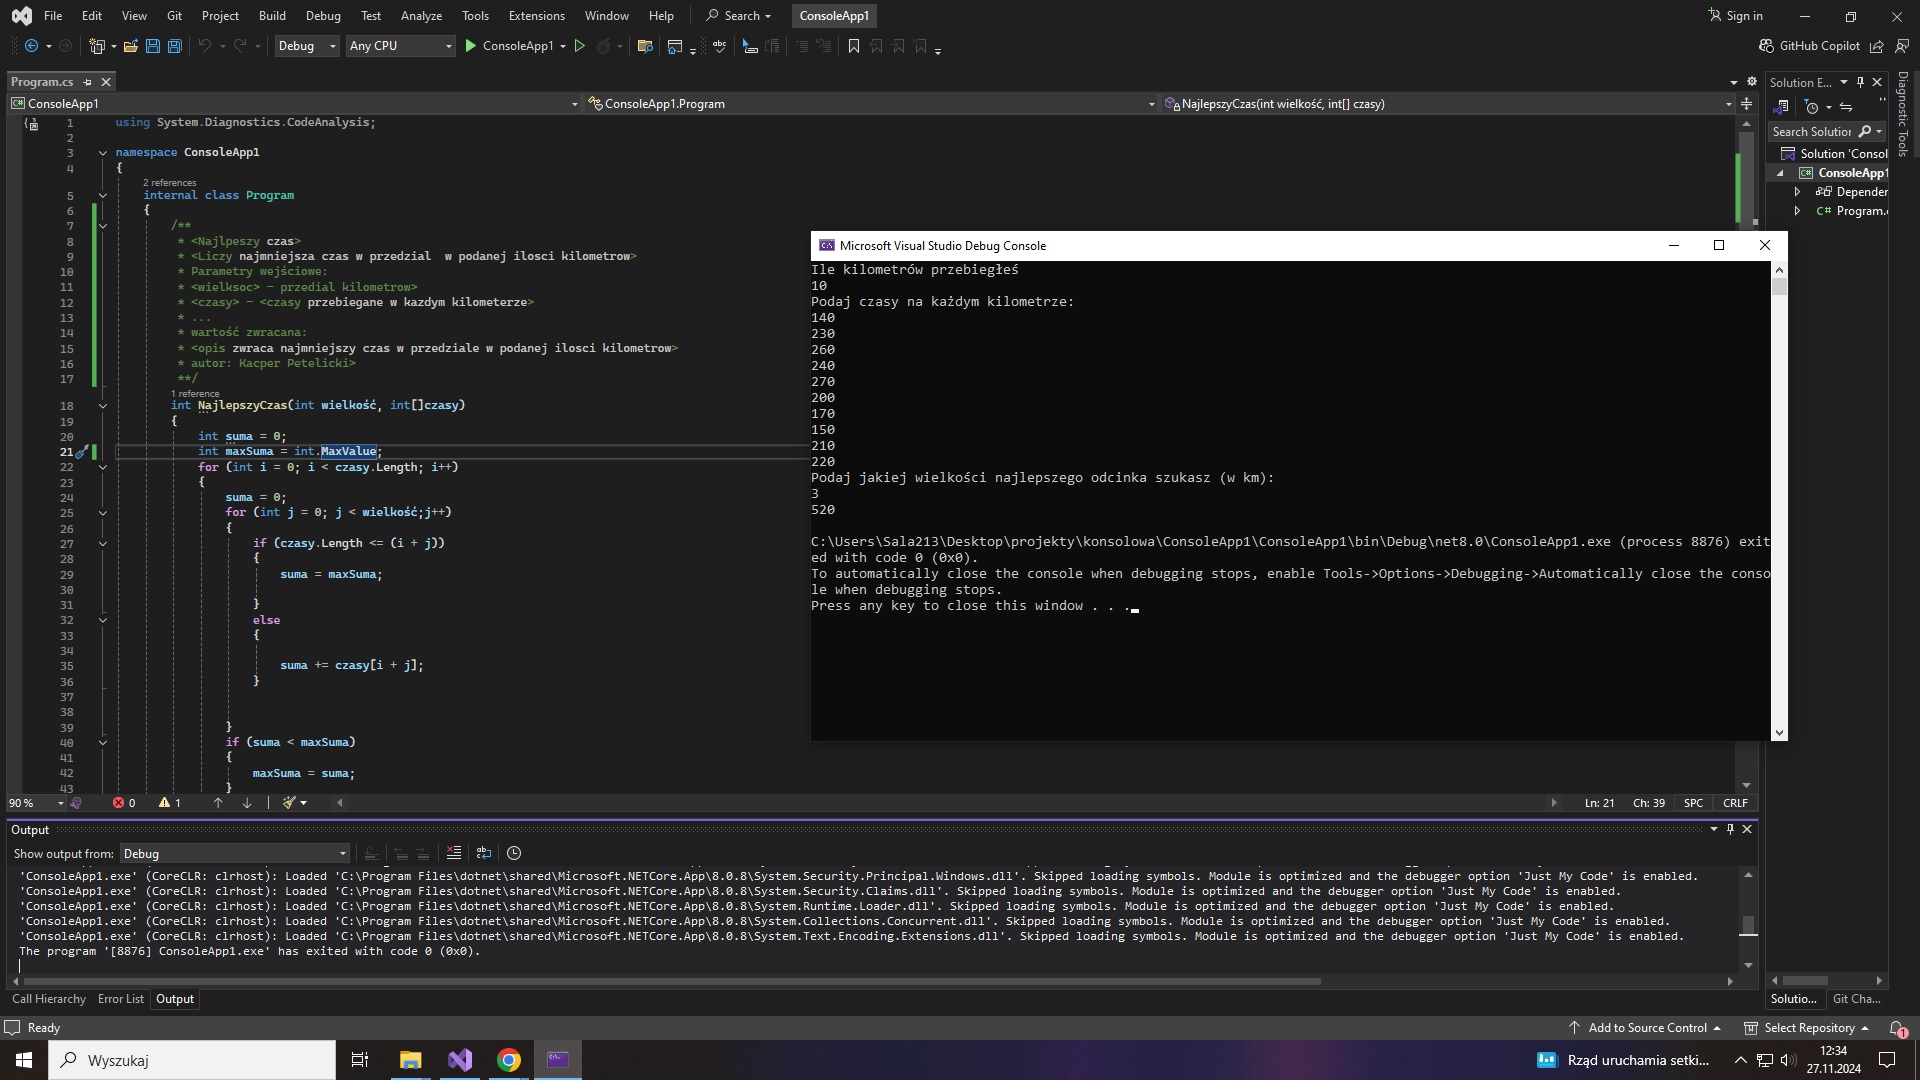 File Edit View Git Project Build Debug Test Analyze Tools Extensions Window Help Search ConsoleApp1 Sign in
Debug Any CPU ConsoleApp1 GitHub Copilot
Program.cs
ConsoleApp1 ConsoleApp1.Program NajlepszyCzas(int wielkość, int[] czasy)
1 using System.Diagnostics.CodeAnalysis;
2
3 namespace ConsoleApp1
4 {
2 references
5 internal class Program
6 {
7 /**
8 * <Najlpeszy czas>
9 * <Liczy najmniejsza czas w przedzial  w podanej ilosci kilometrow>
10 * Parametry wejściowe:
11 * <wielksoc> - przedial kilometrow>
12 * <czasy> - <czasy przebiegane w kazdym kilometerze>
13 * ...
14 * wartość zwracana:
15 * <opis zwraca najmniejszy czas w przedziale w podanej ilosci kilometrow>
16 * autor: Kacper Petelicki>
17 **/
1 reference
18 int NajlepszyCzas(int wielkość, int[]czasy)
19 {
20 int suma = 0;
21 int maxSuma = int.MaxValue;
22 for (int i = 0; i < czasy.Length; i++)
23 {
24 suma = 0;
25 for (int j = 0; j < wielkość;j++)
26 {
27 if (czasy.Length <= (i + j))
28 {
29 suma = maxSuma;
30
31 }
32 else
33 {
34
35 suma += czasy[i + j];
36 }
37
38
39 }
40 if (suma < maxSuma)
41 {
42 maxSuma = suma;
43 }
Microsoft Visual Studio Debug Console
Ile kilometrów przebiegłeś
10
Podaj czasy na każdym kilometrze:
140
230
260
240
270
200
170
150
210
220
Podaj jakiej wielkości najlepszego odcinka szukasz (w km):
3
520
C:\Users\Sala213\Desktop\projekty\konsolowa\ConsoleApp1\ConsoleApp1\bin\Debug\net8.0\ConsoleApp1.exe (process 8876) exit
ed with code 0 (0x0).
To automatically close the console when debugging stops, enable Tools->Options->Debugging->Automatically close the conso
le when debugging stops.
Press any key to close this window . . .
Solution E...
Search Solution
Solution 'Consol
ConsoleApp1
Depender
Program.
Diagnostic Tools
90 % 0 1 Ln: 21 Ch: 39 SPC CRLF
Output
Show output from: Debug
'ConsoleApp1.exe' (CoreCLR: clrhost): Loaded 'C:\Program Files\dotnet\shared\Microsoft.NETCore.App\8.0.8\System.Security.Principal.Windows.dll'. Skipped loading symbols. Module is optimized and the debugger option 'Just My Code' is enabled.
'ConsoleApp1.exe' (CoreCLR: clrhost): Loaded 'C:\Program Files\dotnet\shared\Microsoft.NETCore.App\8.0.8\System.Security.Claims.dll'. Skipped loading symbols. Module is optimized and the debugger option 'Just My Code' is enabled.
'ConsoleApp1.exe' (CoreCLR: clrhost): Loaded 'C:\Program Files\dotnet\shared\Microsoft.NETCore.App\8.0.8\System.Runtime.Loader.dll'. Skipped loading symbols. Module is optimized and the debugger option 'Just My Code' is enabled.
'ConsoleApp1.exe' (CoreCLR: clrhost): Loaded 'C:\Program Files\dotnet\shared\Microsoft.NETCore.App\8.0.8\System.Collections.Concurrent.dll'. Skipped loading symbols. Module is optimized and the debugger option 'Just My Code' is enabled.
'ConsoleApp1.exe' (CoreCLR: clrhost): Loaded 'C:\Program Files\dotnet\shared\Microsoft.NETCore.App\8.0.8\System.Text.Encoding.Extensions.dll'. Skipped loading symbols. Module is optimized and the debugger option 'Just My Code' is enabled.
The program '[8876] ConsoleApp1.exe' has exited with code 0 (0x0).
Call Hierarchy Error List Output Solutio... Git Cha...
Ready Add to Source Control Select Repository 1
Wyszukaj Rząd uruchamia setki... 12:34
27.11.2024